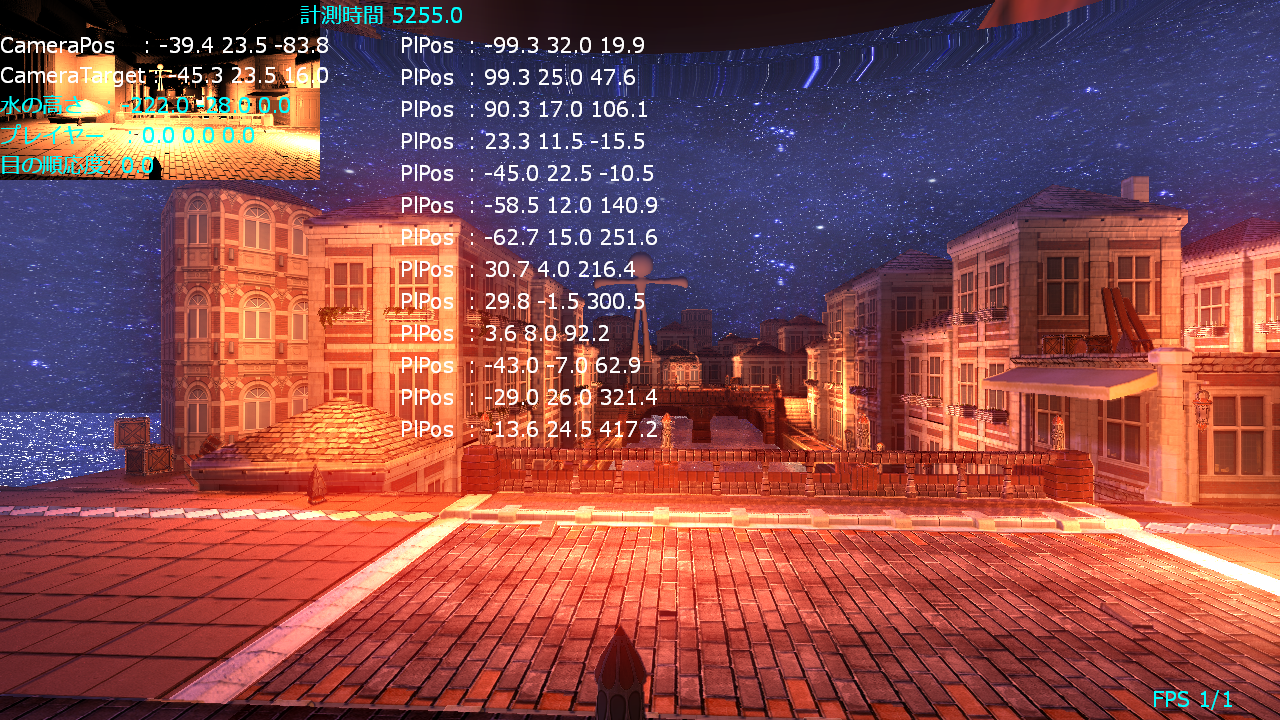 計測時間 5255.0
CameraPos : -39.4 23.5 -83.8
CameraTarget : -45.3 23.5 16.0
水の高さ : -222.0 -28.0 0.0
プレイヤー : 0.0 0.0 0.0
目の順応度. 0.0
PlPos : -99.3 32.0 19.9
PlPos : 99.3 25.0 47.6
PlPos : 90.3 17.0 106.1
PlPos : 23.3 11.5 -15.5
PlPos : -45.0 22.5 -10.5
PlPos : -58.5 12.0 140.9
PlPos : -62.7 15.0 251.6
PlPos : 30.7 4.0 216.4
PlPos : 29.8 -1.5 300.5
PlPos : 3.6 8.0 92.2
PlPos : -43.0 -7.0 62.9
PlPos : -29.0 26.0 321.4
PlPos : -13.6 24.5 417.2
FPS 1/1